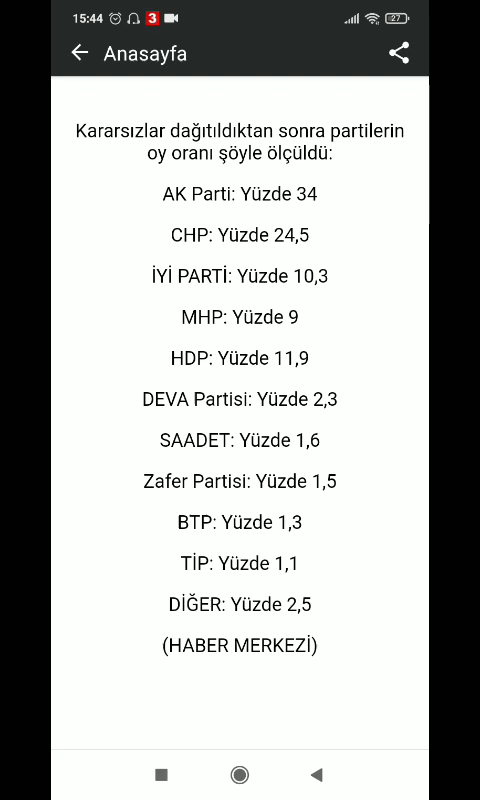 15:44 3 27
Anasayfa
Kararsızlar dağıtıldıktan sonra partilerin
oy oranı şöyle ölçüldü:
AK Parti: Yüzde 34
CHP: Yüzde 24,5
İYİ PARTİ: Yüzde 10,3
MHP: Yüzde 9
HDP: Yüzde 11,9
DEVA Partisi: Yüzde 2,3
SAADET: Yüzde 1,6
Zafer Partisi: Yüzde 1,5
BTP: Yüzde 1,3
TİP: Yüzde 1,1
DİĞER: Yüzde 2,5
(HABER MERKEZİ)